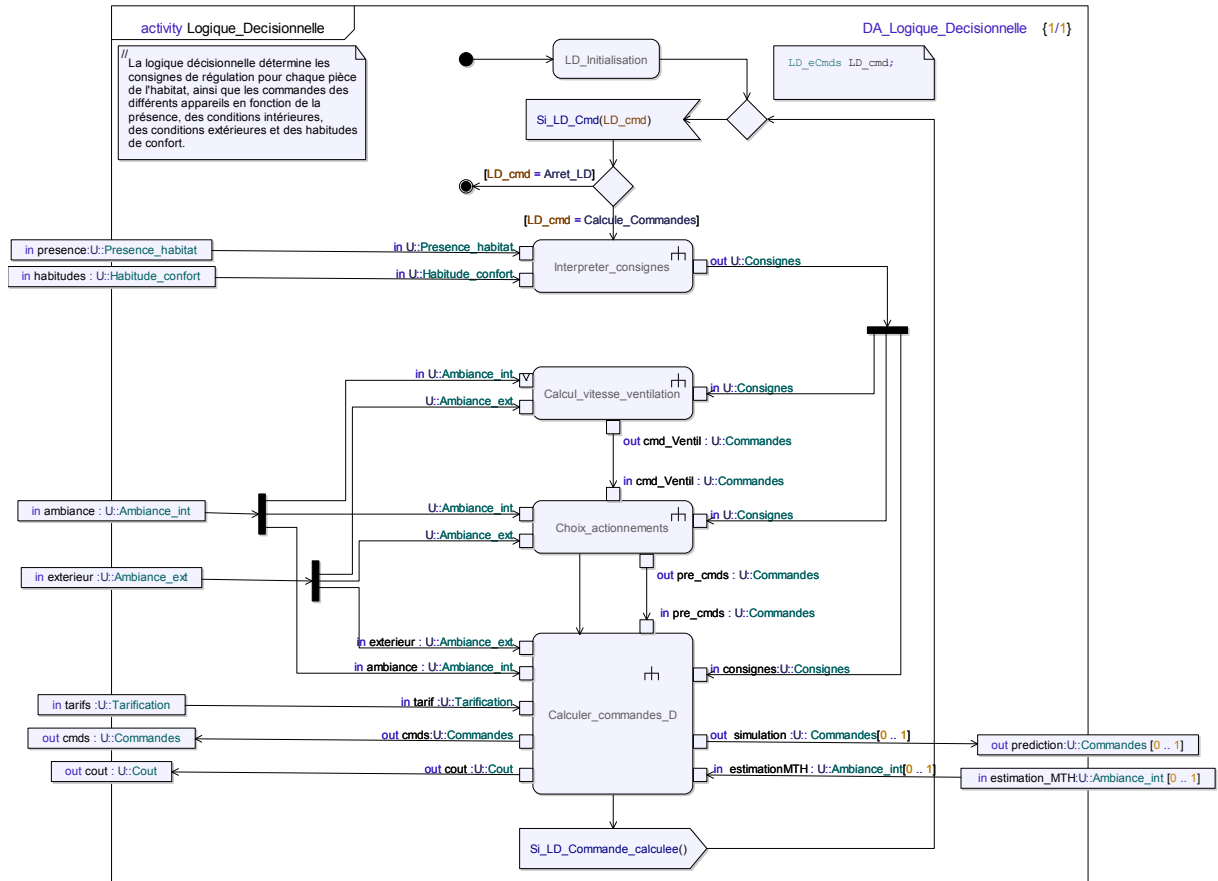 activity Logique_Decisionnelle
DA_Logique_Decisionnelle {1/1}
//
La logique décisionnelle détermine les
consignes de régulation pour chaque pièce
de l'habitat, ainsi que les commandes des
différents appareils en fonction de la
présence, des conditions intérieures,
des conditions extérieures et des habitudes
de confort.
LD_Initialisation
LD_eCmds LD_cmd;
Si_LD_Cmd(LD_cmd)
[LD_cmd = Arret_LD]
[LD_cmd = Calcule_Commandes]
in presence:U::Presence_habitat
in U::Presence_habitat
in habitudes : U::Habitude_confort
in U::Habitude_confort
Interpreter_consignes
out U::Consignes
in U::Ambiance_int
U::Ambiance_ext
Calcul_vitesse_ventilation
in U::Consignes
out cmd_Ventil : U::Commandes
in cmd_Ventil : U::Commandes
in ambiance : U::Ambiance_int
U::Ambiance_int
U::Ambiance_ext
Choix_actionnements
in U::Consignes
in exterieur : U::Ambiance_ext
out pre_cmds : U::Commandes
in pre_cmds : U::Commandes
in exterieur : U::Ambiance_ext
in ambiance : U::Ambiance_int
in consignes:U::Consignes
in tarifs :U::Tarification
in tarif :U::Tarification
Calculer_commandes_D
out cmds : U::Commandes
out cmds:U::Commandes
out simulation :U:: Commandes[0 .. 1]
out prediction:U::Commandes [0 .. 1]
out cout : U::Cout
out cout : U::Cout
in estimationMTH : U::Ambiance_int[0 .. 1]
in estimation_MTH:U::Ambiance_int [0 .. 1]
Si_LD_Commande_calculee()